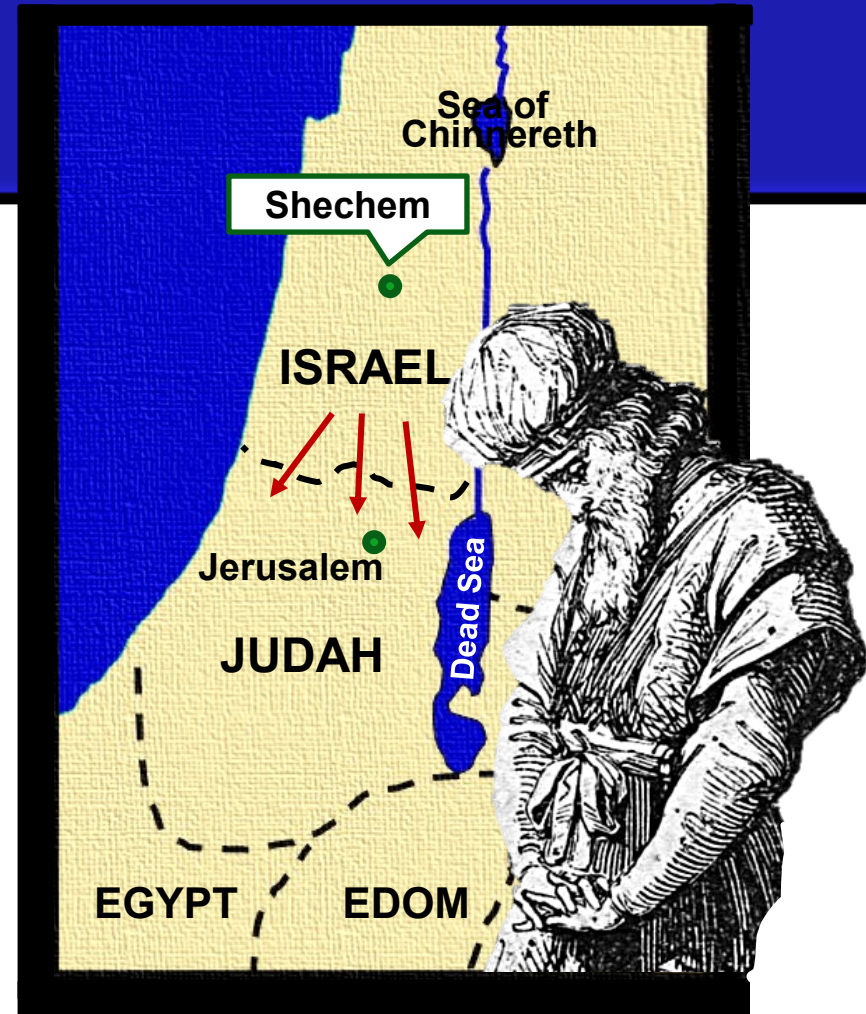 Sea of
Chinnereth
Shechem
ISRAEL
Jerusalem
Dead Sea
JUDAH
EGYPT
EDOM